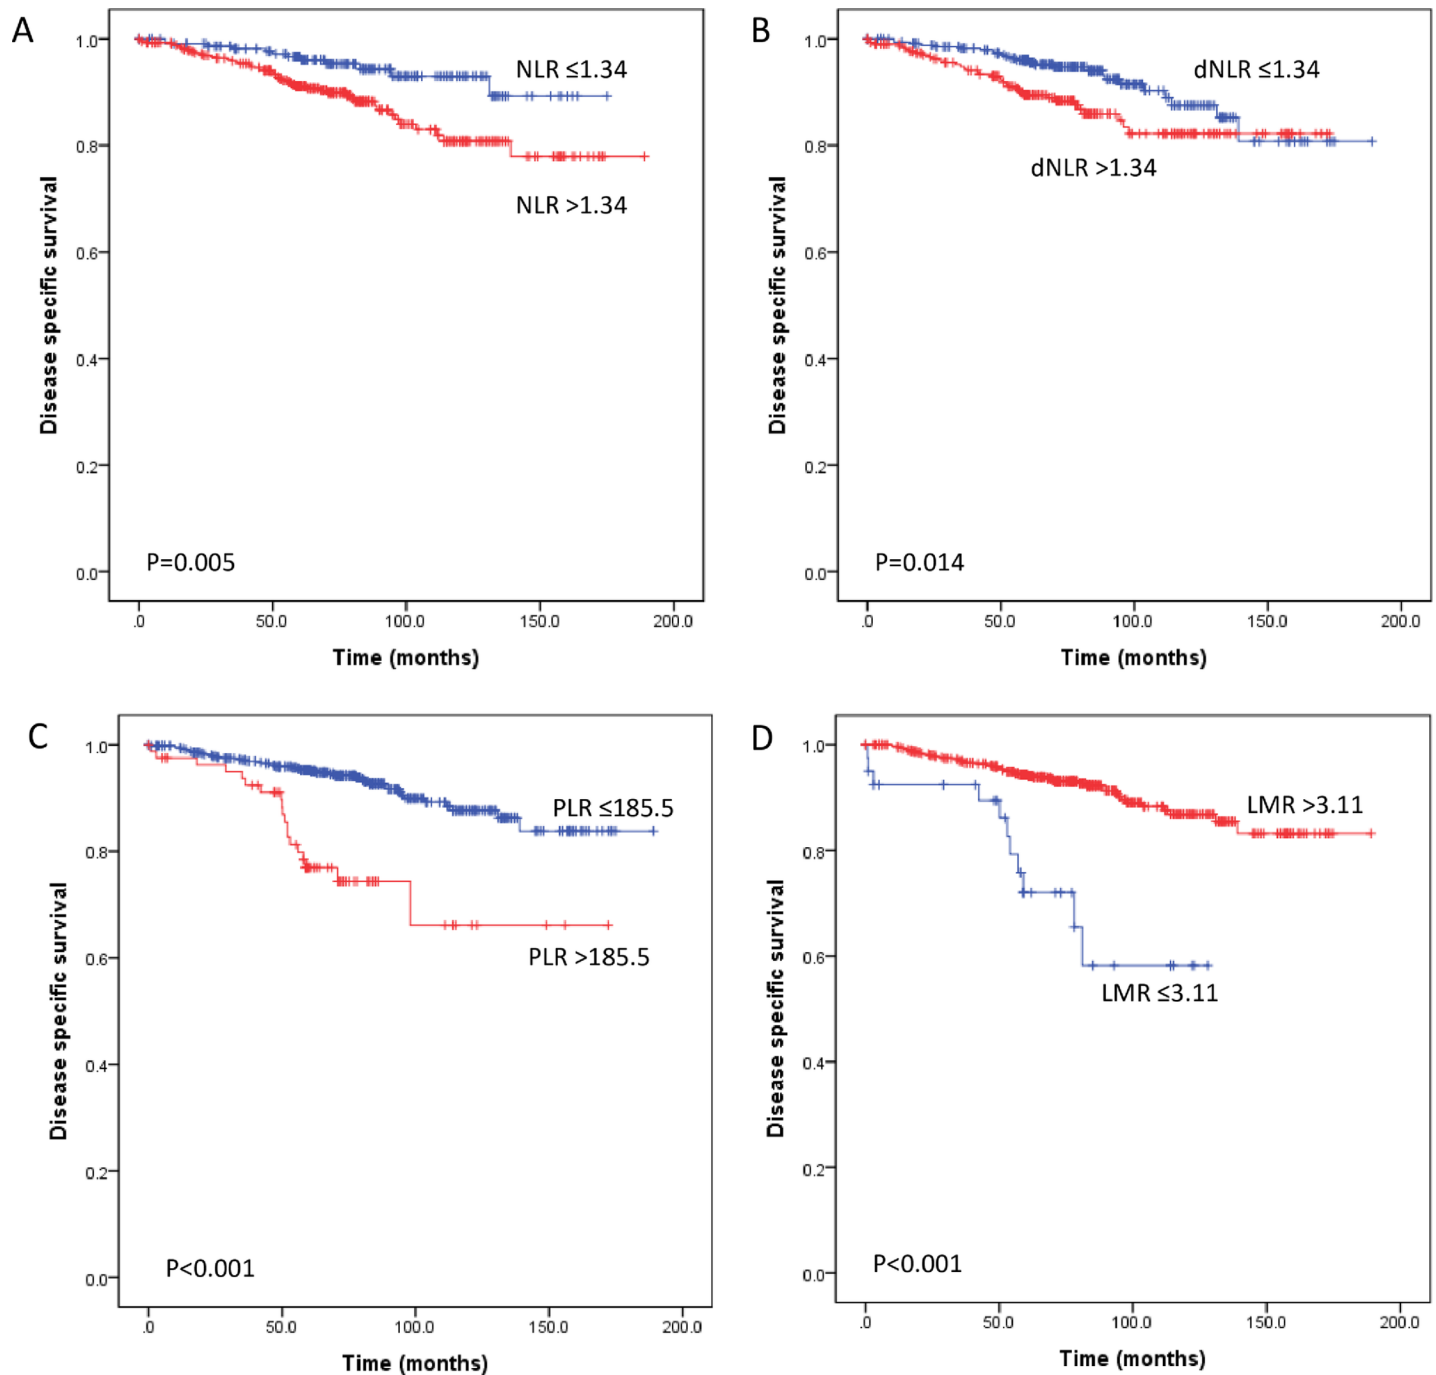 A
1.0
0.8
0.6
0.4
0.2
0.0
Disease specific survival
NLR ≤1.34
NLR >1.34
P=0.005
.0 50.0 100.0 150.0 200.0
Time (months)
B
1.0
0.8
0.6
0.4
0.2
0.0
Disease specific survival
dNLR ≤1.34
dNLR >1.34
P=0.014
.0 50.0 100.0 150.0 200.0
Time (months)
C
1.0
0.8
0.6
0.4
0.2
0.0
Disease specific survival
PLR ≤185.5
PLR >185.5
P<0.001
.0 50.0 100.0 150.0 200.0
Time (months)
D
1.0
0.8
0.6
0.4
0.2
0.0
Disease specific survival
LMR >3.11
LMR ≤3.11
P<0.001
.0 50.0 100.0 150.0 200.0
Time (months)